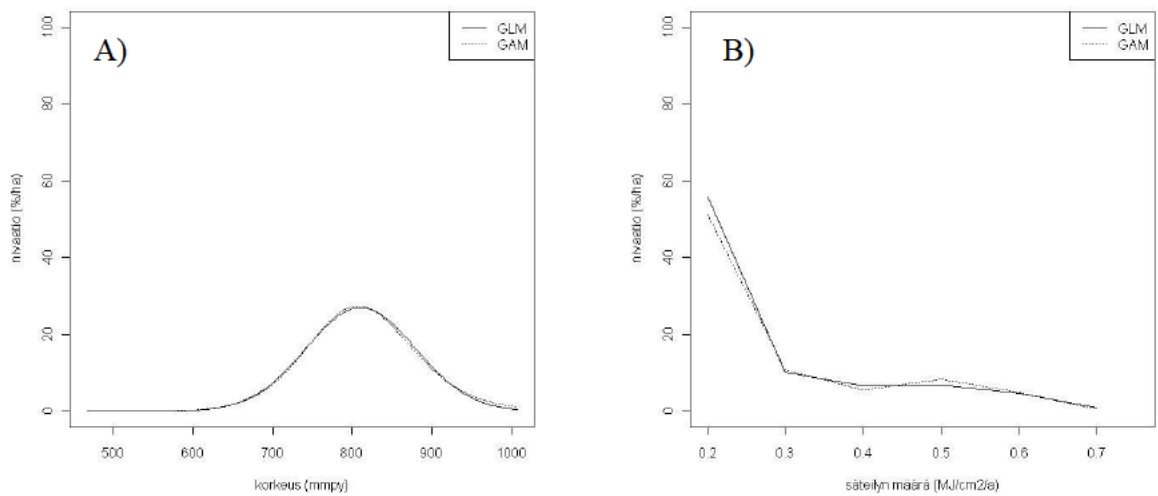 A)
GLM
GAM
nivaatio (%/ha)
100
80
60
40
20
0
500 600 700 800 900 1000
korkeus (mmpy)
B)
GLM
GAM
nivaatio (%/ha)
100
80
60
40
20
0
0.2 0.3 0.4 0.5 0.6 0.7
säteilyn määrä (MJ/cm2/a)